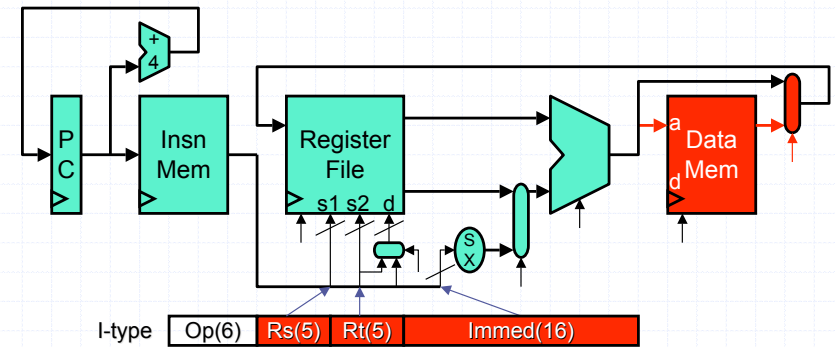 +
4
P
C
Insn
Mem
Register
File
s1 s2 d
S
X
a
Data
Mem
d
I-type Op(6) Rs(5) Rt(5) Immed(16)